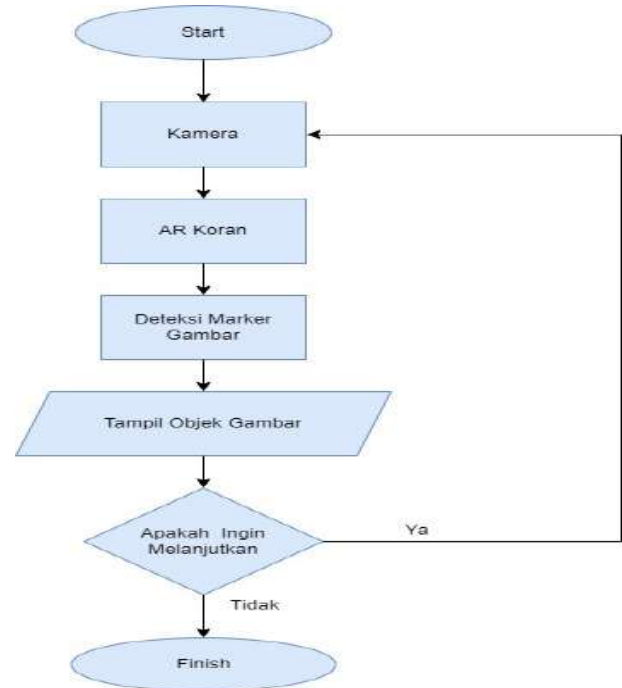 Start
Kamera
AR Koran
Deteksi Marker
Gambar
Tampil Objek Gambar
Apakah Ingin
Melanjutkan
Ya
Tidak
Finish